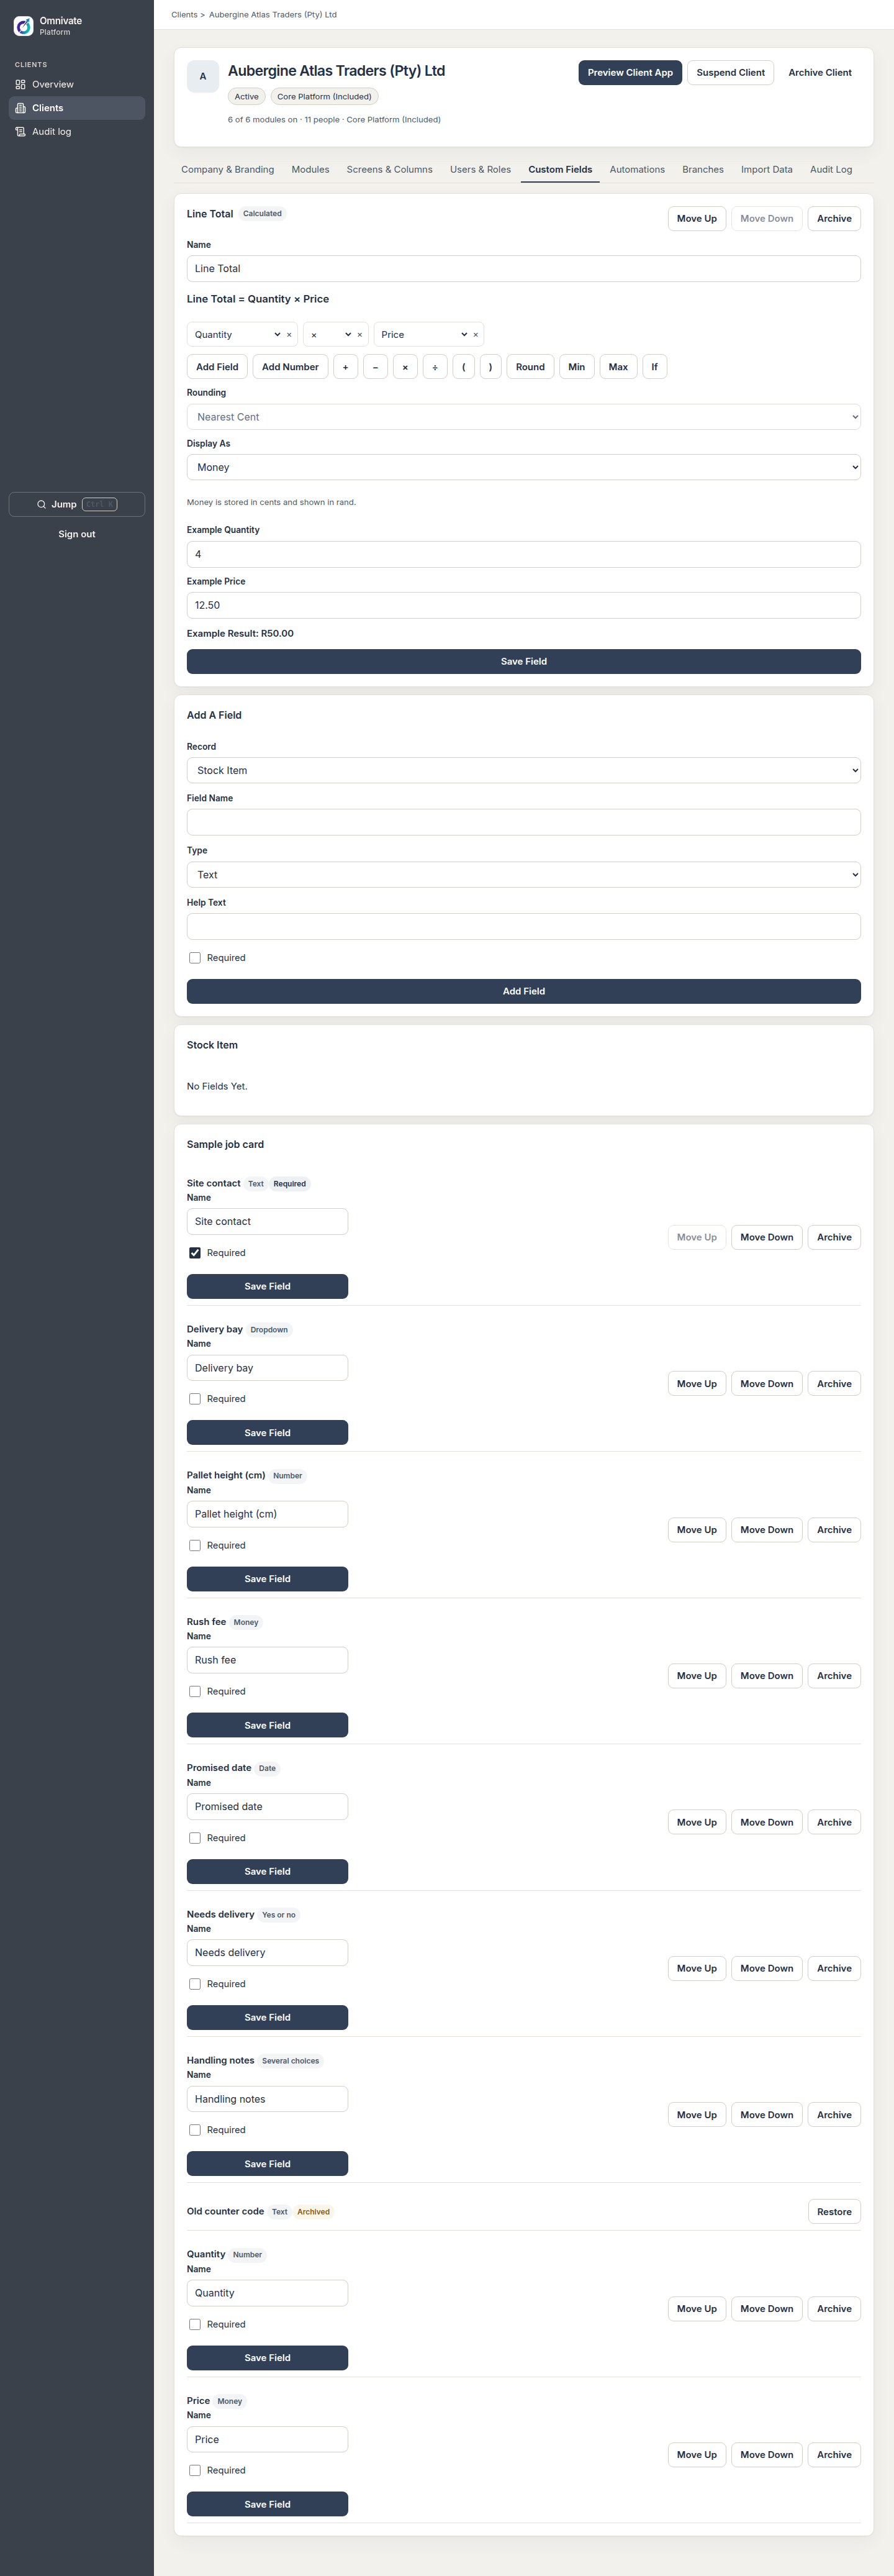 Omnivate
Platform
CLIENTS
Overview
Clients
Audit log
Jump Ctrl K
Sign out
Clients > Aubergine Atlas Traders (Pty) Ltd
A
Aubergine Atlas Traders (Pty) Ltd
Active Core Platform (Included)
6 of 6 modules on · 11 people · Core Platform (Included)
Preview Client App Suspend Client Archive Client
Company & Branding Modules Screens & Columns Users & Roles Custom Fields Automations Branches Import Data Audit Log
Line Total Calculated
Move Up Move Down Archive
Name
Line Total
Line Total = Quantity × Price
Quantity × × × Price ×
Add Field Add Number + − × ÷ ( ) Round Min Max If
Rounding
Nearest Cent
Display As
Money
Money is stored in cents and shown in rand.
Example Quantity
4
Example Price
12.50
Example Result: R50.00
Save Field
Add A Field
Record
Stock Item
Field Name
Type
Text
Help Text
Required
Add Field
Stock Item
No Fields Yet.
Sample job card
Site contact Text Required
Name
Site contact
Move Up Move Down Archive
Required
Save Field
Delivery bay Dropdown
Name
Delivery bay
Move Up Move Down Archive
Required
Save Field
Pallet height (cm) Number
Name
Pallet height (cm)
Move Up Move Down Archive
Required
Save Field
Rush fee Money
Name
Rush fee
Move Up Move Down Archive
Required
Save Field
Promised date Date
Name
Promised date
Move Up Move Down Archive
Required
Save Field
Needs delivery Yes or no
Name
Needs delivery
Move Up Move Down Archive
Required
Save Field
Handling notes Several choices
Name
Handling notes
Move Up Move Down Archive
Required
Save Field
Old counter code Text Archived
Restore
Quantity Number
Name
Quantity
Move Up Move Down Archive
Required
Save Field
Price Money
Name
Price
Move Up Move Down Archive
Required
Save Field